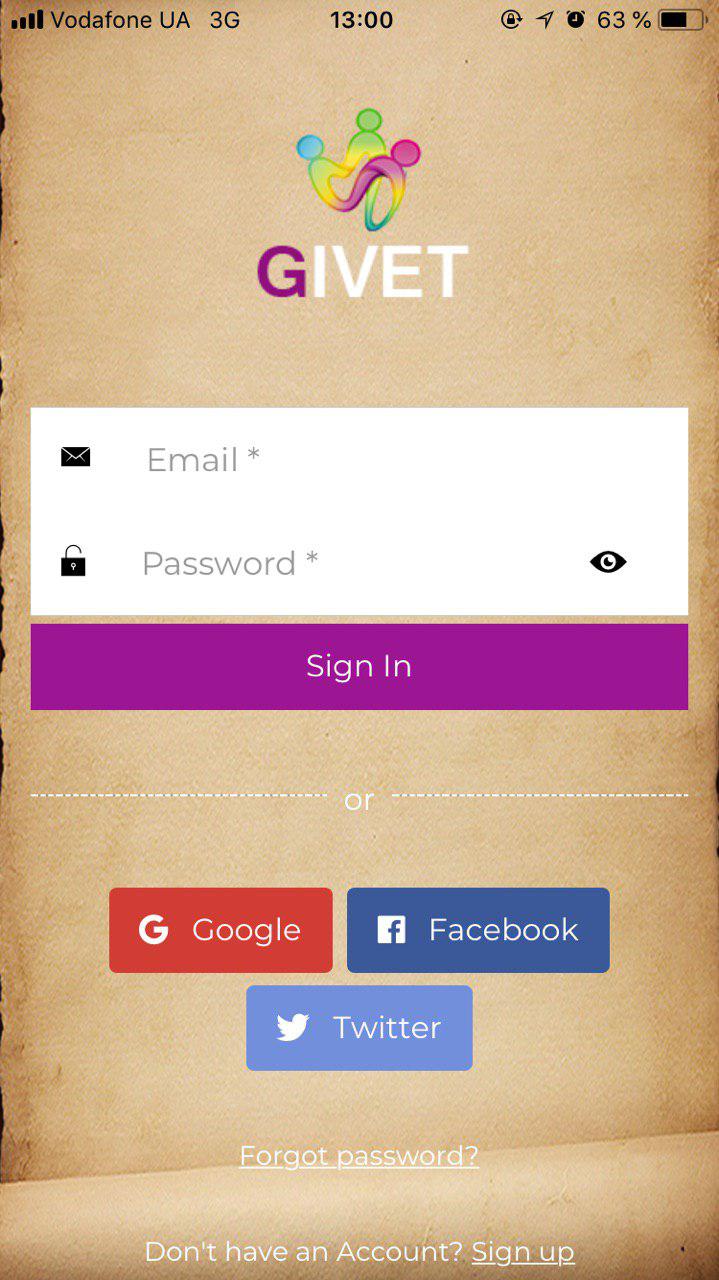 Vodafone UA 3G 13:00 63 %
GIVET
Email *
Password *
Sign In
or
Google Facebook
Twitter
Forgot password?
Don't have an Account? Sign up